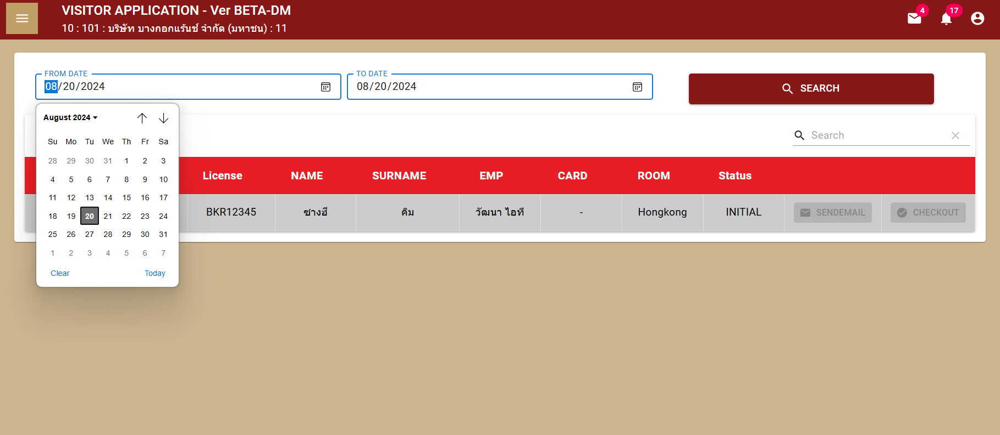 VISITOR APPLICATION - Ver BETA-DM
10 : 101 : บริษัท บางกอกแร้นช์ จำกัด (มหาชน) : 11
4
17
FROM DATE
08/20/2024
TO DATE
08/20/2024
SEARCH
August 2024
Su Mo Tu We Th Fr Sa
28 29 30 31 1 2 3
4 5 6 7 8 9 10
11 12 13 14 15 16 17
18 19 20 21 22 23 24
25 26 27 28 29 30 31
1 2 3 4 5 6 7
Clear Today
Search
License NAME SURNAME EMP CARD ROOM Status
BKR12345 ซางฮี คิม วัฒนา ไอที - Hongkong INITIAL SENDEMAIL CHECKOUT